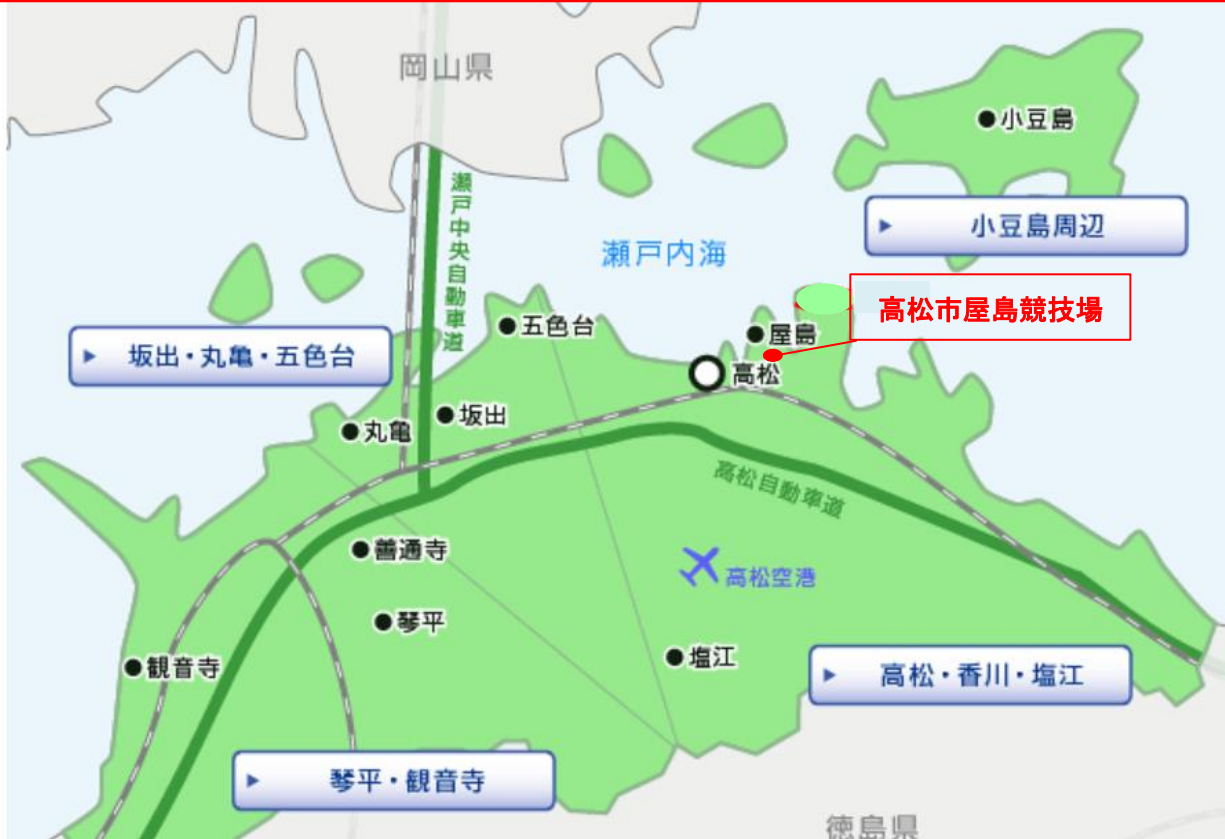 岡山県
小豆島
瀬戸中央自動車道
小豆島周辺
瀬戸内海
高松市屋島競技場
五色台
屋島
坂出・丸亀・五色台
高松
坂出
丸亀
高松自動車道
善通寺
高松空港
琴平
塩江
観音寺
高松・香川・塩江
琴平・観音寺
徳島県